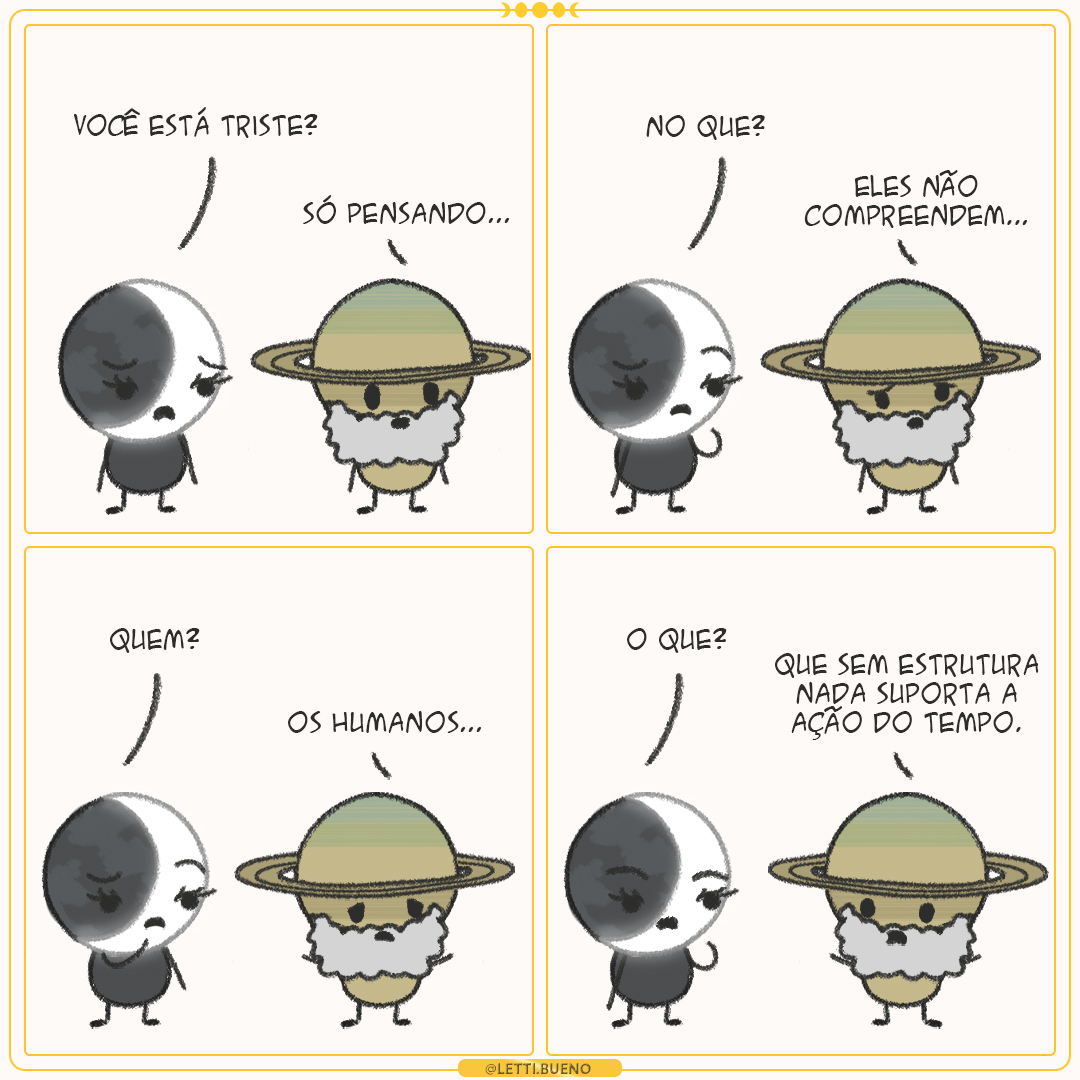 VOCÊ ESTÁ TRISTE?
SÓ PENSANDO...
NO QUE?
ELES NÃO
COMPREENDEM...
QUEM?
OS HUMANOS...
O QUE?
QUE SEM ESTRUTURA
NADA SUPORTA A
AÇÃO DO TEMPO.
@LETTI.BUENO